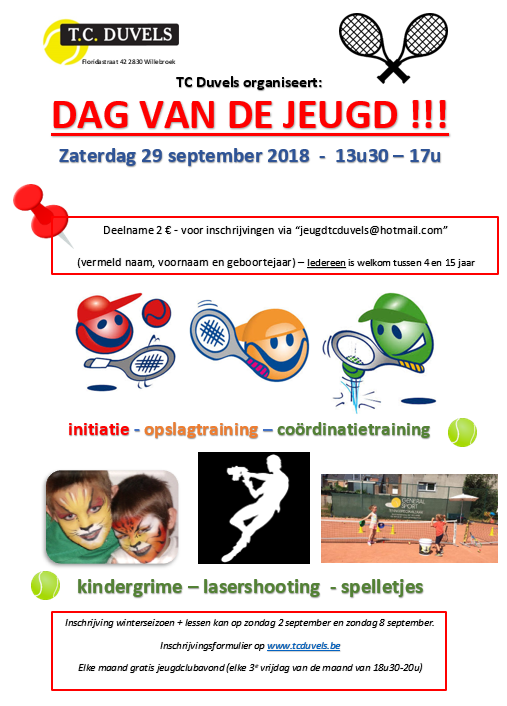 T.C. DUVELS
Floridastraat 42 2830 Willebroek
TC Duvels organiseert:
DAG VAN DE JEUGD !!!
Zaterdag 29 september 2018 - 13u30 – 17u
Deelname 2 € - voor inschrijvingen via “jeugdtcduvels@hotmail.com”
(vermeld naam, voornaam en geboortejaar) – Iedereen is welkom tussen 4 en 15 jaar
initiatie - opslagtraining – coördinatietraining
GENERAL
SPORT
kindergrime – lasershooting - spelletjes
Inschrijving winterseizoen + lessen kan op zondag 2 september en zondag 8 september.
Inschrijvingsformulier op www.tcduvels.be
Elke maand gratis jeugdclubavond (elke 3e vrijdag van de maand van 18u30-20u)